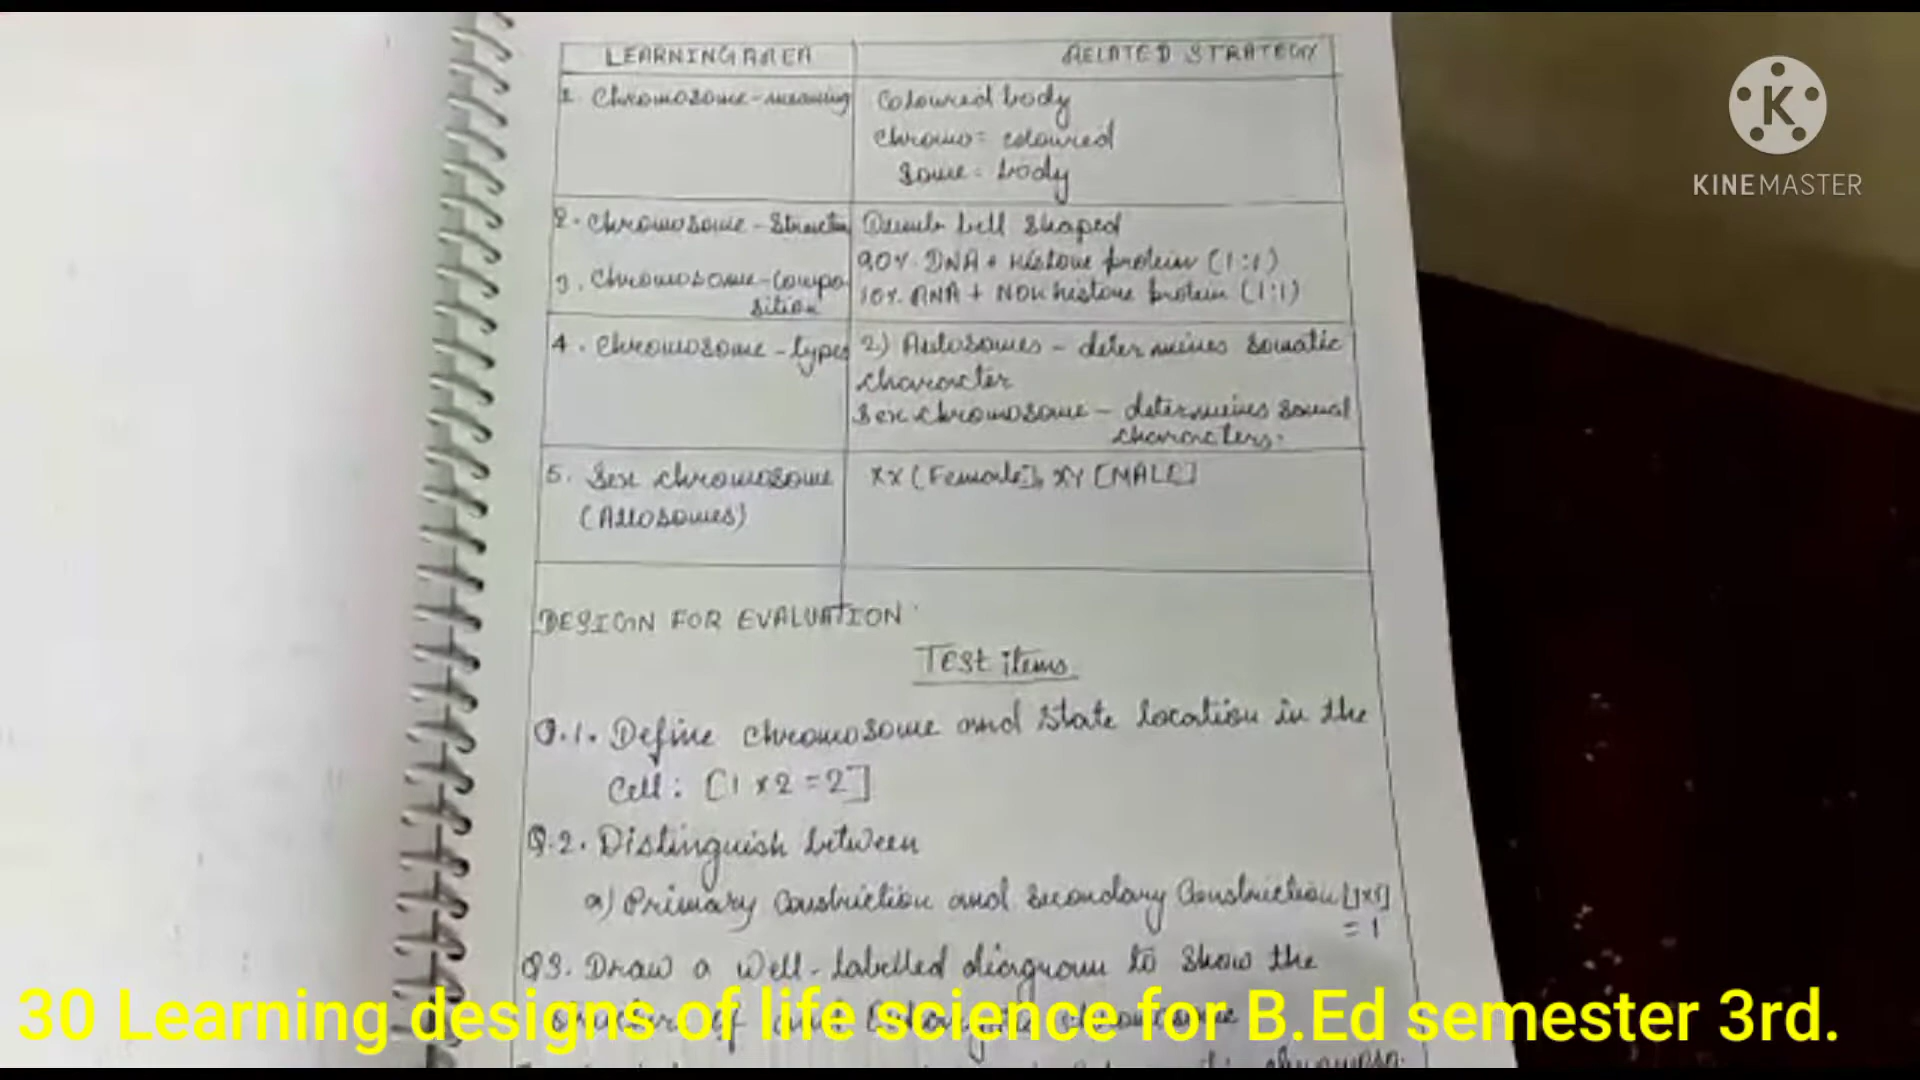 LEARNING AREA
RELATED STRATEGY
1. Chromosome-meaning
Coloured body
Chromo= coloured
Some= body
2. Chromosome-Structur
Dumb bell shaped
3. Chromosome-Compo
sition
90% DNA + Histone protein (1:1)
10% RNA + Non histone protein (1:1)
4. Chromosome-types
2) Autosomes - determines somatic
character
Sex chromosome - determines
characters.
5. Sex chromosome
(Allosomes)
XX [Female], XY [MALE]
DESIGN FOR EVALUATION
TEST items
Q.1. Define chromosome and state location in the
Cell: [1 x 2 = 2]
Q.2. Distinguish between
a) Primary Constriction and Secondary Constriction [1x1]
= 1
Q3. Draw a well-labelled diagram to show the
chromosome
30 Learning designs of life science for B.Ed semester 3rd.
K
KINEMASTER